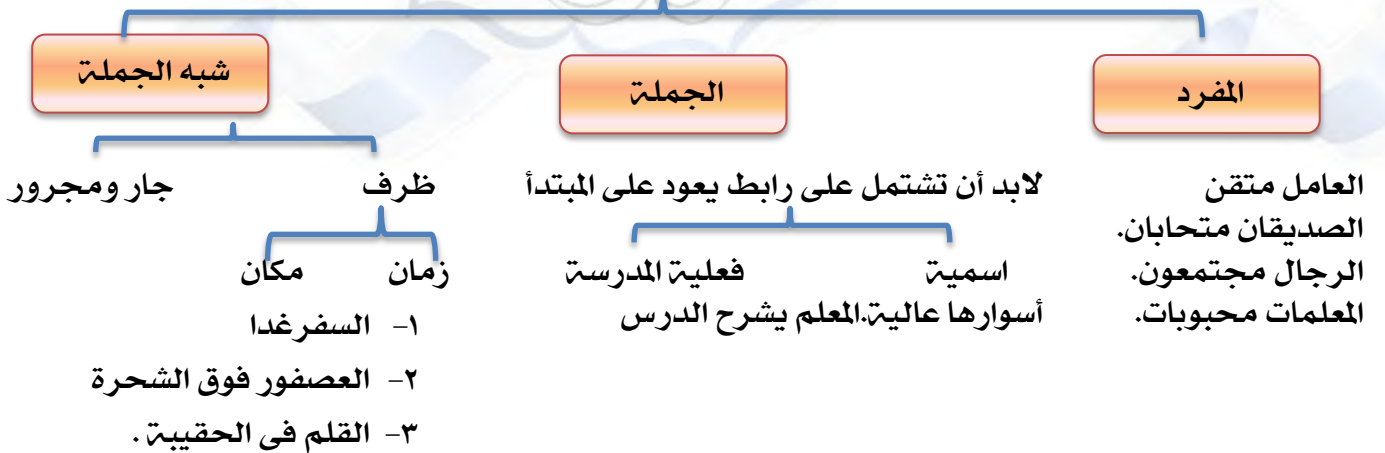 المفرد
العامل متقن
الصديقان متحابان.
الرجال مجتمعون.
المعلمات محبوبات.
الجملة
لابد أن تشتمل على رابط يعود على المبتدأ
اسمية فعلية المدرسة
أسوارها عالية.المعلم يشرح الدرس
شبه الجملة
ظرف جار ومجرور
زمان مكان
١- السفرغدا
٢- العصفور فوق الشحرة
٣- القلم فى الحقيبة .